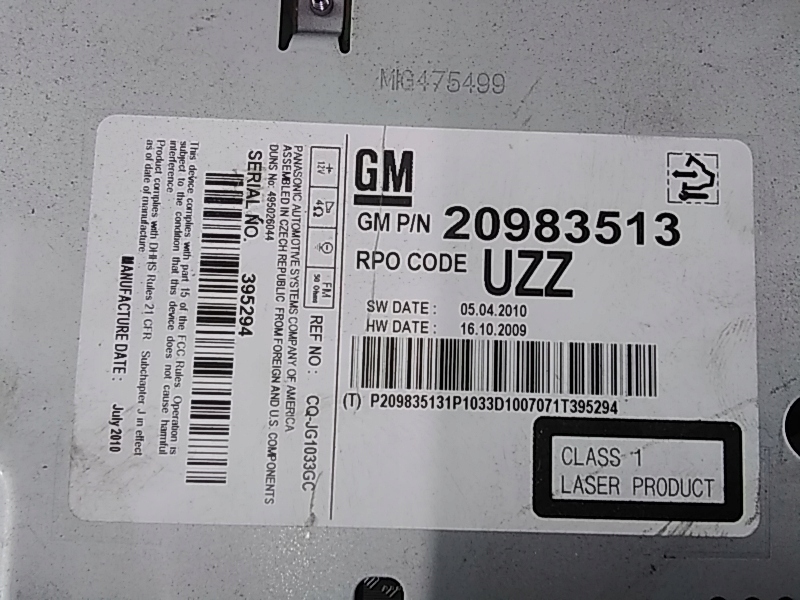 MG475499
GM
GM P/N 20983513
RPO CODE UZZ
SW DATE : 05.04.2010
HW DATE : 16.10.2009
(T) P209835131P1033D1007071T395294
CLASS 1
LASER PRODUCT
+ 12V 4Ω FM 50 Ohm
REF NO : CQ-JG1033GC
PANASONIC AUTOMOTIVE SYSTEMS COMPANY OF AMERICA
ASSEMBLED IN CZECH REPUBLIC FROM FOREIGN AND U.S. COMPONENTS
DUNS No: 495026044
SERIAL NO. 395294
This device complies with part 15 of the FCC Rules Operation is
subject to the condition that this device does not cause harmful
interference
Product complies with DHHS Rules 21 CFR Subchapter J in effect
as of date of manufacture
MANUFACTURE DATE : July 2010